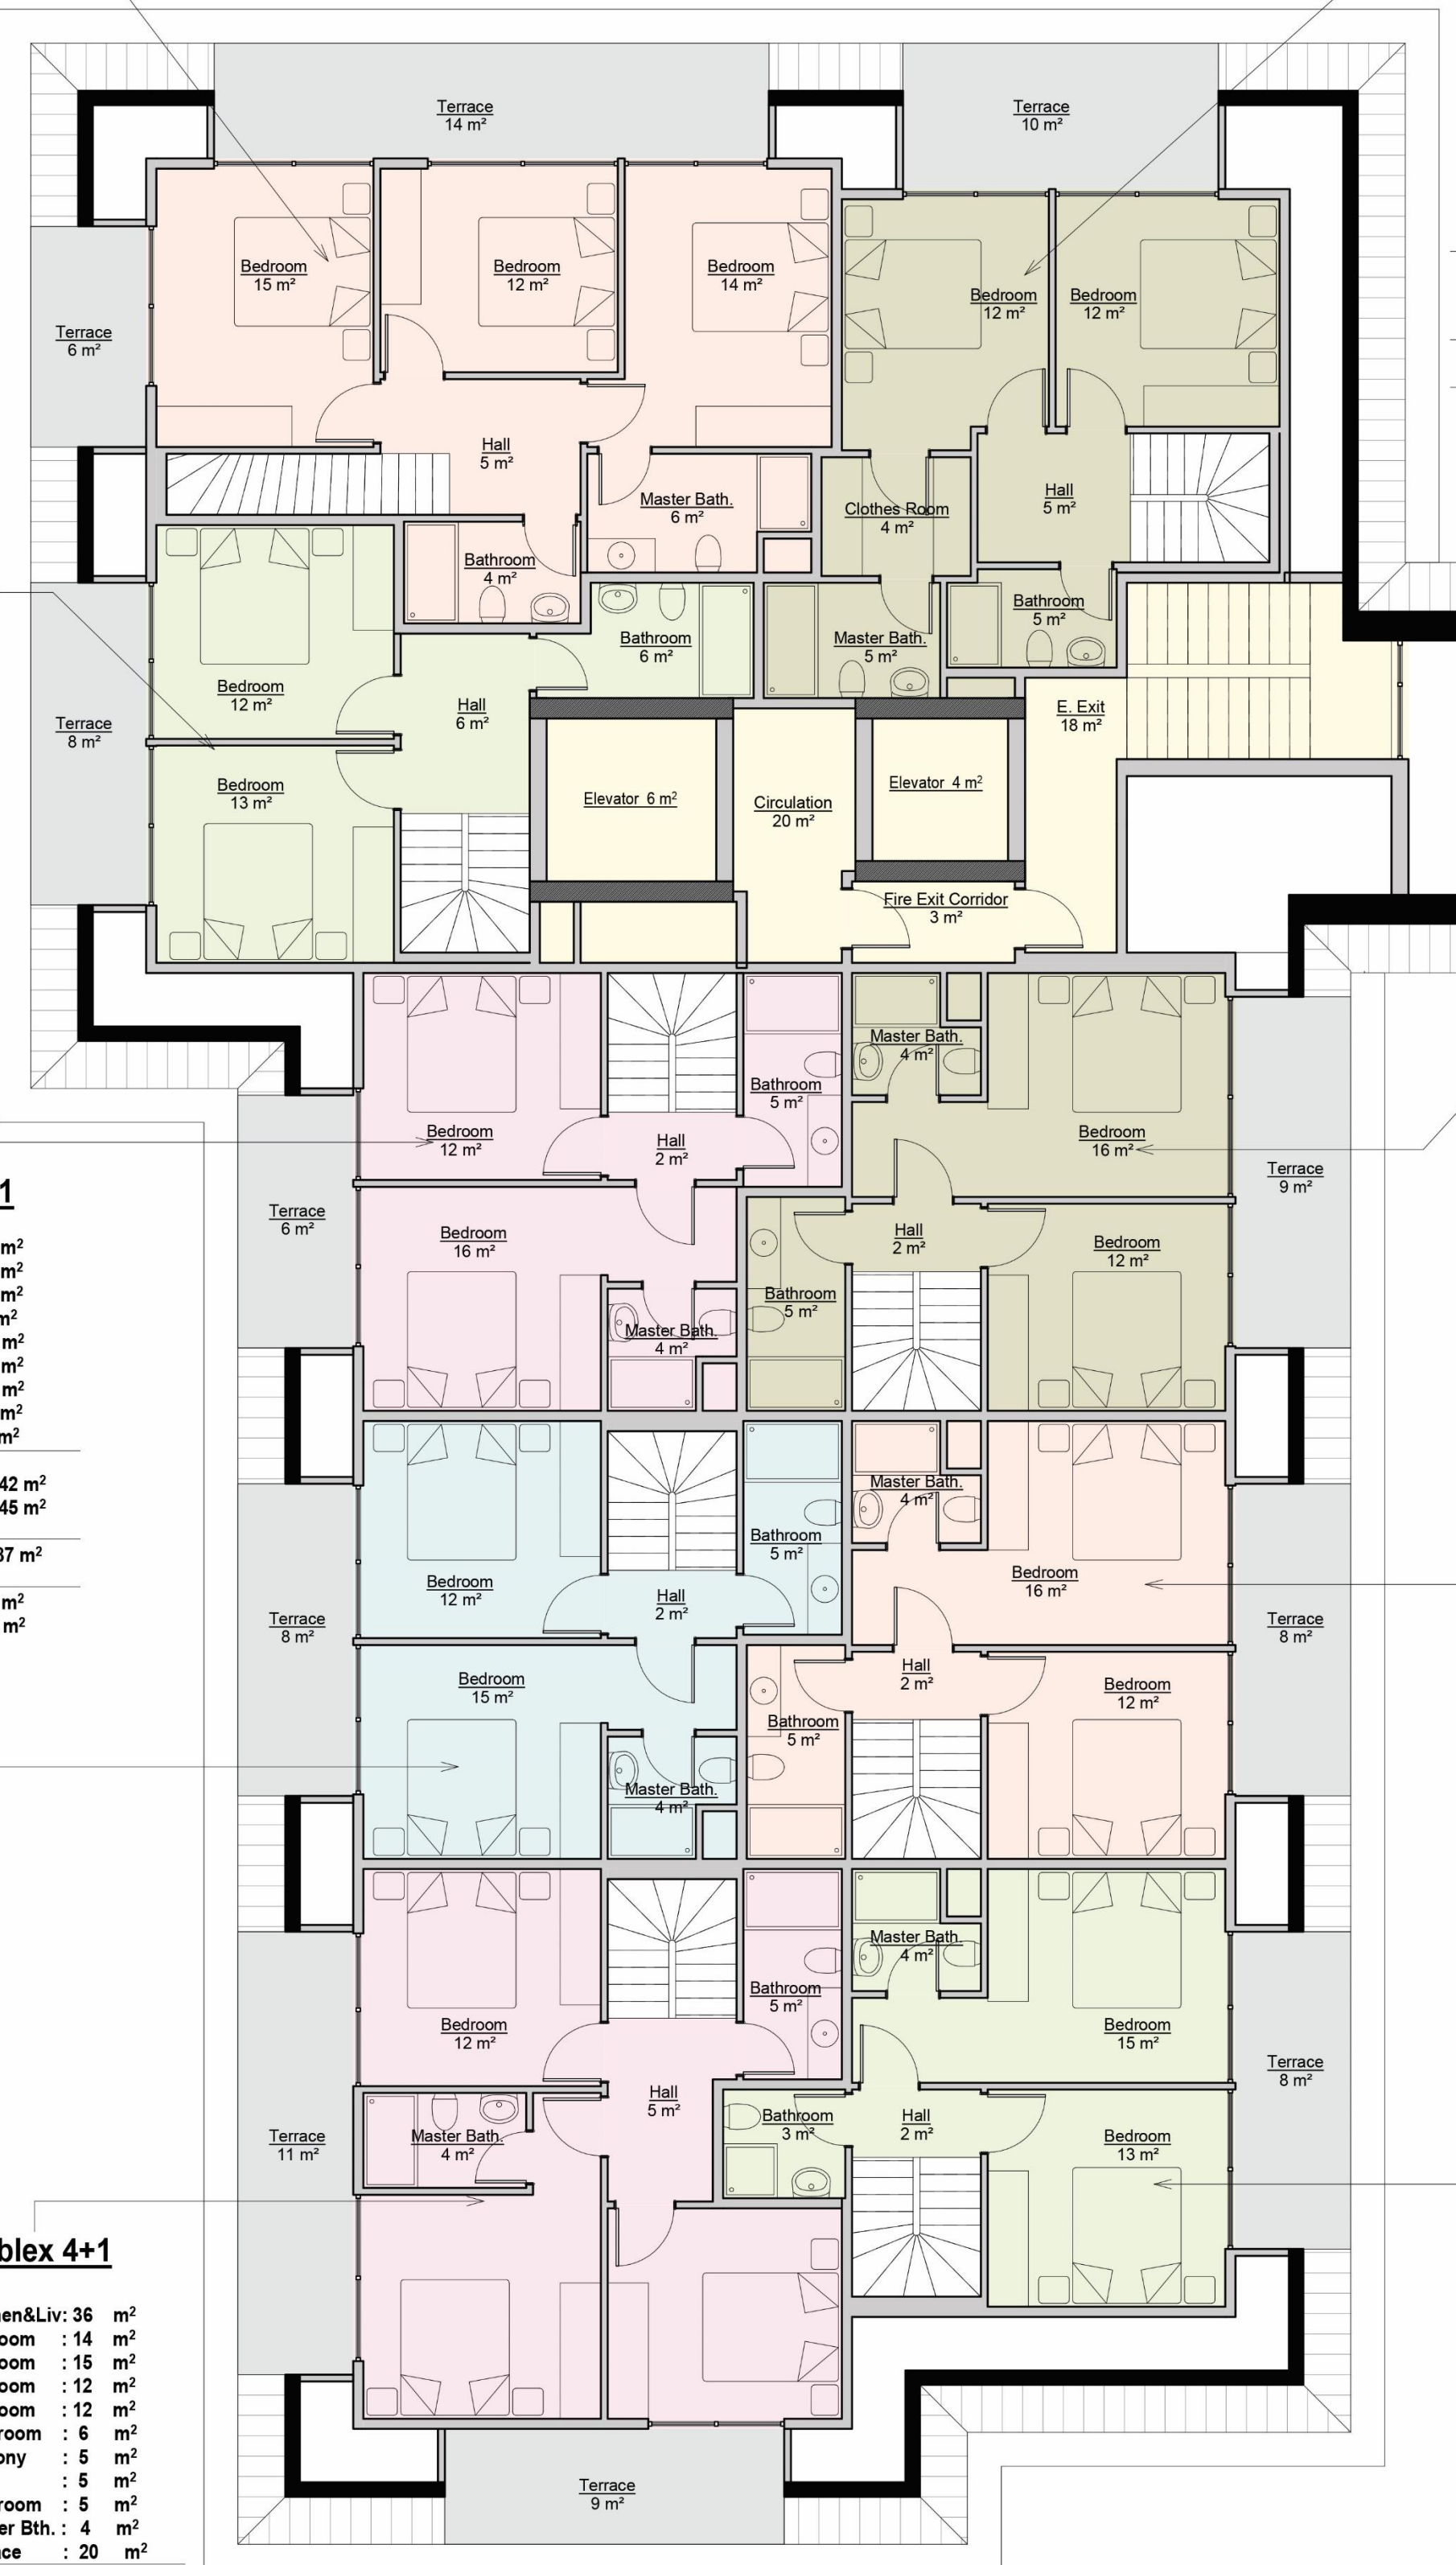 Terrace
14 m²
Terrace
10 m²
Bedroom
15 m²
Bedroom
12 m²
Bedroom
14 m²
Bedroom
12 m²
Bedroom
12 m²
Terrace
6 m²
Hall
5 m²
Master Bath.
6 m²
Clothes Room
4 m²
Hall
5 m²
Bathroom
4 m²
Bathroom
6 m²
Master Bath.
5 m²
Bathroom
5 m²
Bedroom
12 m²
Hall
6 m²
E. Exit
18 m²
Terrace
8 m²
Bedroom
13 m²
Elevator 6 m²
Circulation
20 m²
Elevator 4 m²
Fire Exit Corridor
3 m²
Master Bath.
4 m²
Bathroom
5 m²
Bedroom
12 m²
Hall
2 m²
Bedroom
16 m²
Terrace
9 m²
Terrace
6 m²
Bedroom
16 m²
Hall
2 m²
Bedroom
12 m²
Bathroom
5 m²
Master Bath.
4 m²
1
m²
m²
m²
m²
m²
m²
m²
m²
m²
42 m²
45 m²
37 m²
m²
m²
Master Bath.
4 m²
Bathroom
5 m²
Bedroom
12 m²
Hall
2 m²
Bedroom
16 m²
Terrace
8 m²
Terrace
8 m²
Bedroom
15 m²
Hall
2 m²
Bedroom
12 m²
Bathroom
5 m²
Master Bath.
4 m²
Master Bath.
4 m²
Bathroom
5 m²
Bedroom
12 m²
Bedroom
15 m²
Terrace
8 m²
Hall
5 m²
Bathroom
3 m²
Hall
2 m²
Terrace
11 m²
Master Bath.
4 m²
Bedroom
13 m²
blex 4+1
en&Liv: 36 m²
oom : 14 m²
oom : 15 m²
oom : 12 m²
oom : 12 m²
room : 6 m²
ony : 5 m²
: 5 m²
room : 5 m²
er Bth. : 4 m²
ace : 20 m²
Terrace
9 m²